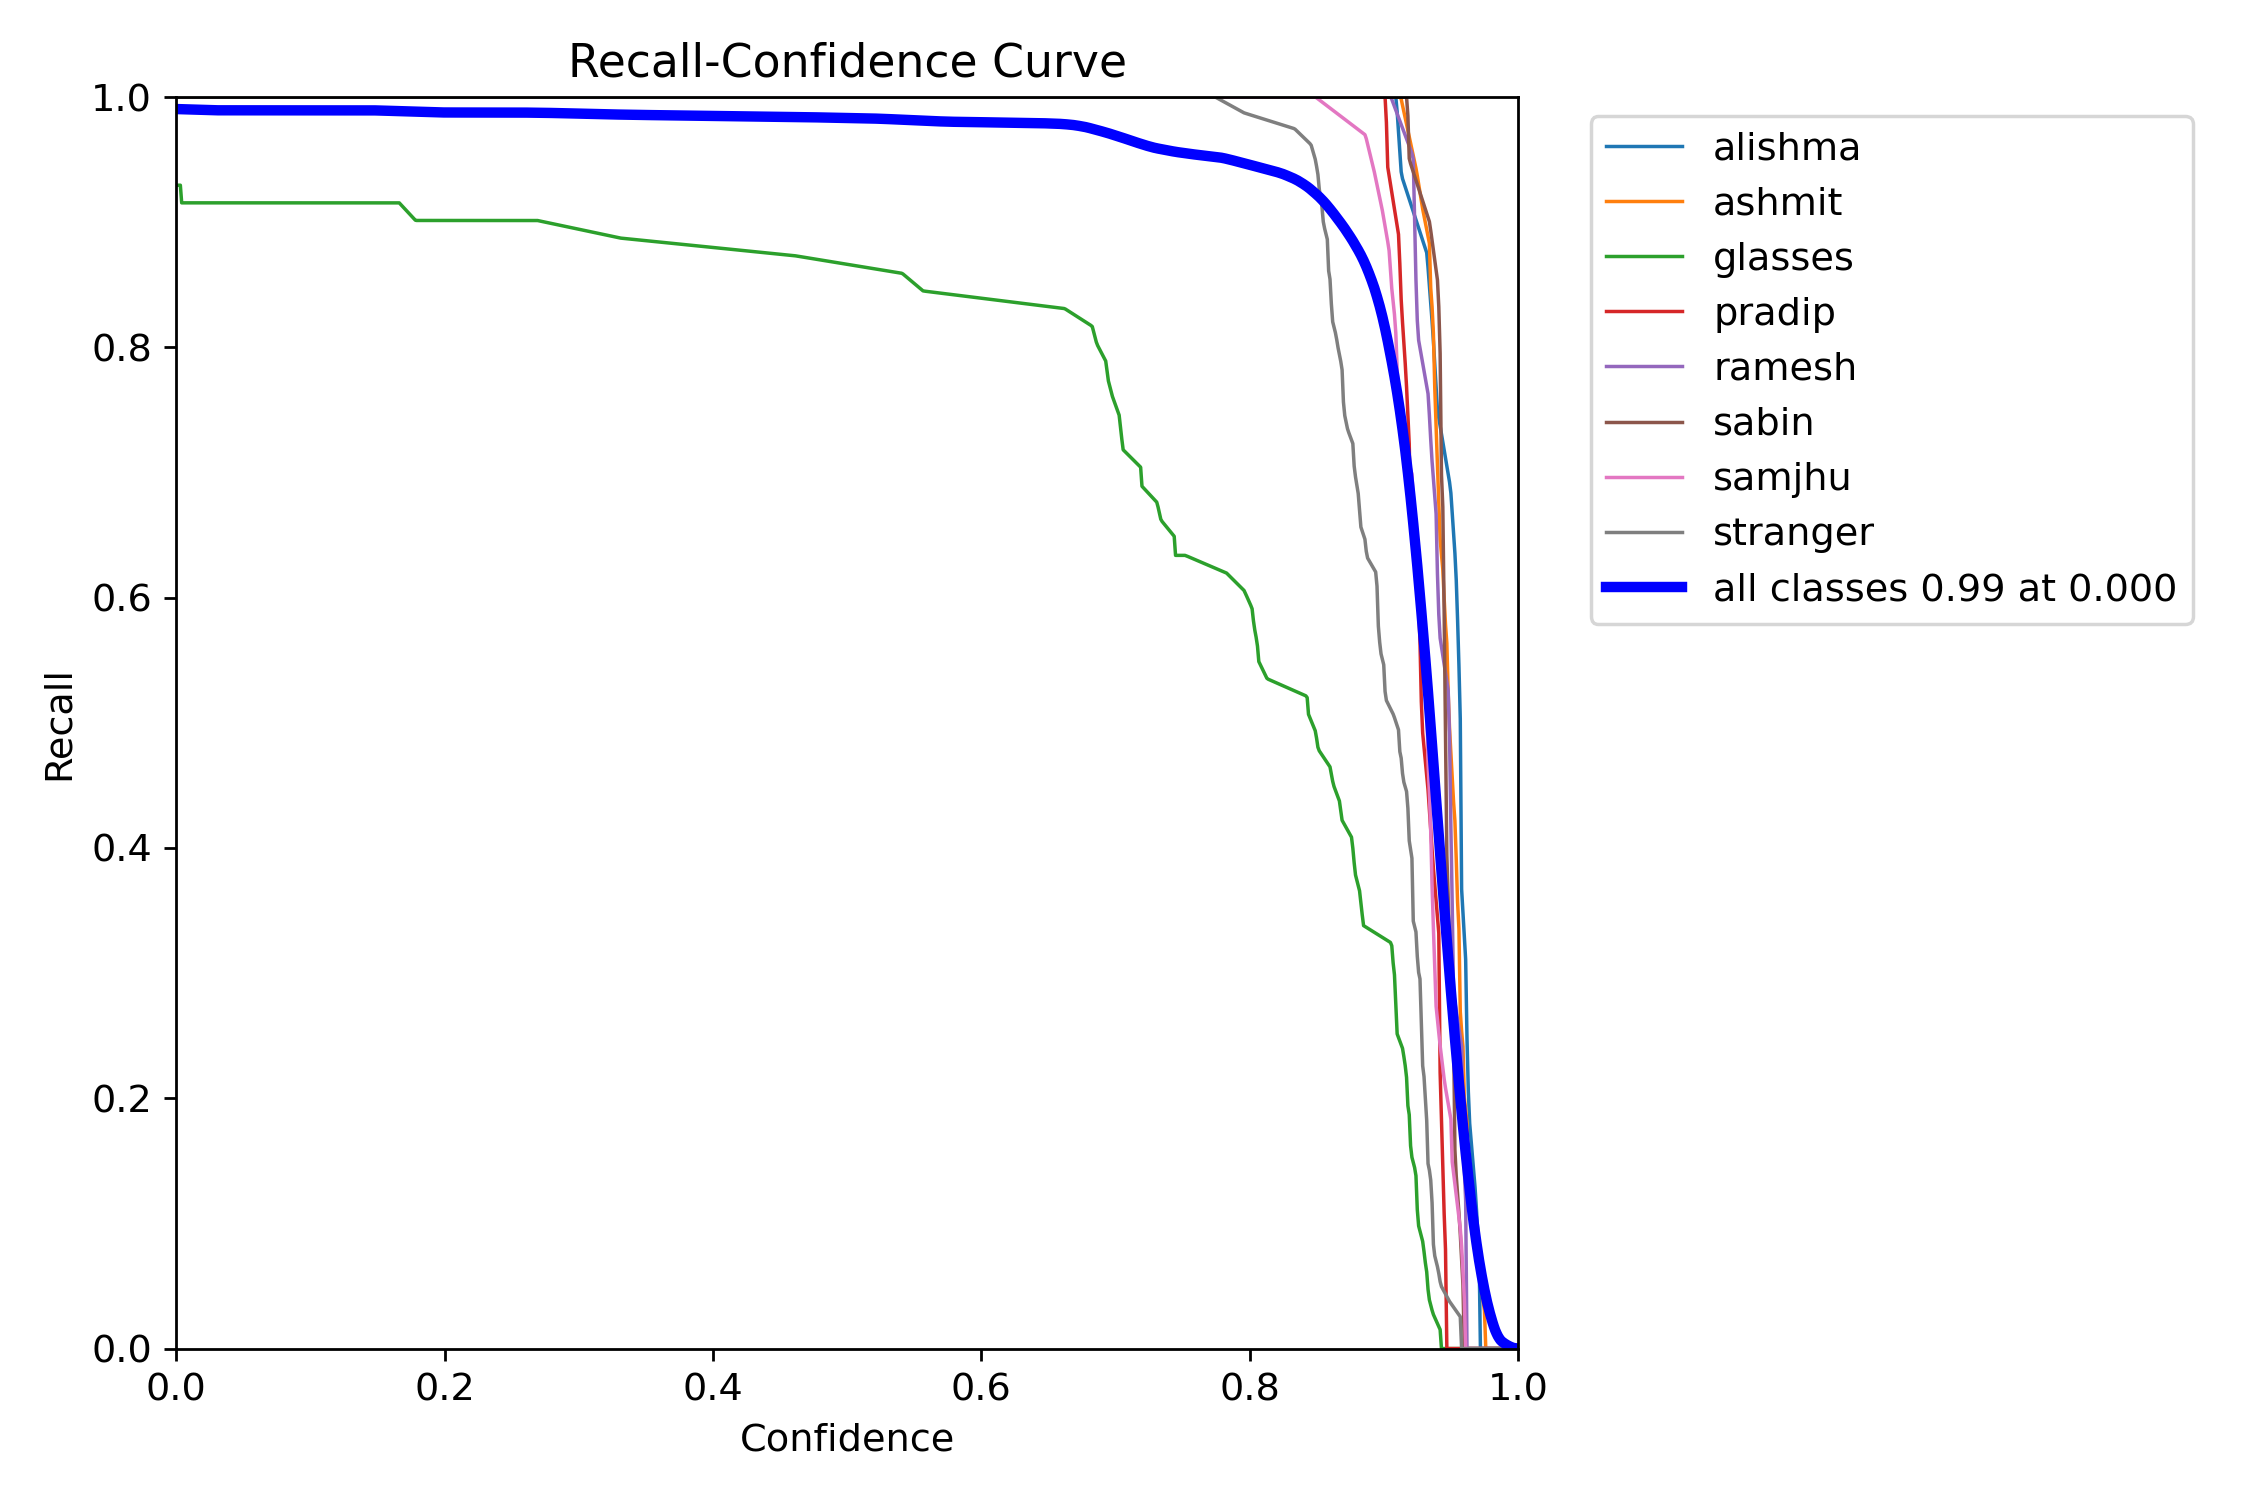 Recall-Confidence Curve
1.0
0.8
0.6
0.4
0.2
0.0
Recall
0.0 0.2 0.4 0.6 0.8 1.0
Confidence
alishma
ashmit
glasses
pradip
ramesh
sabin
samjhu
stranger
all classes 0.99 at 0.000